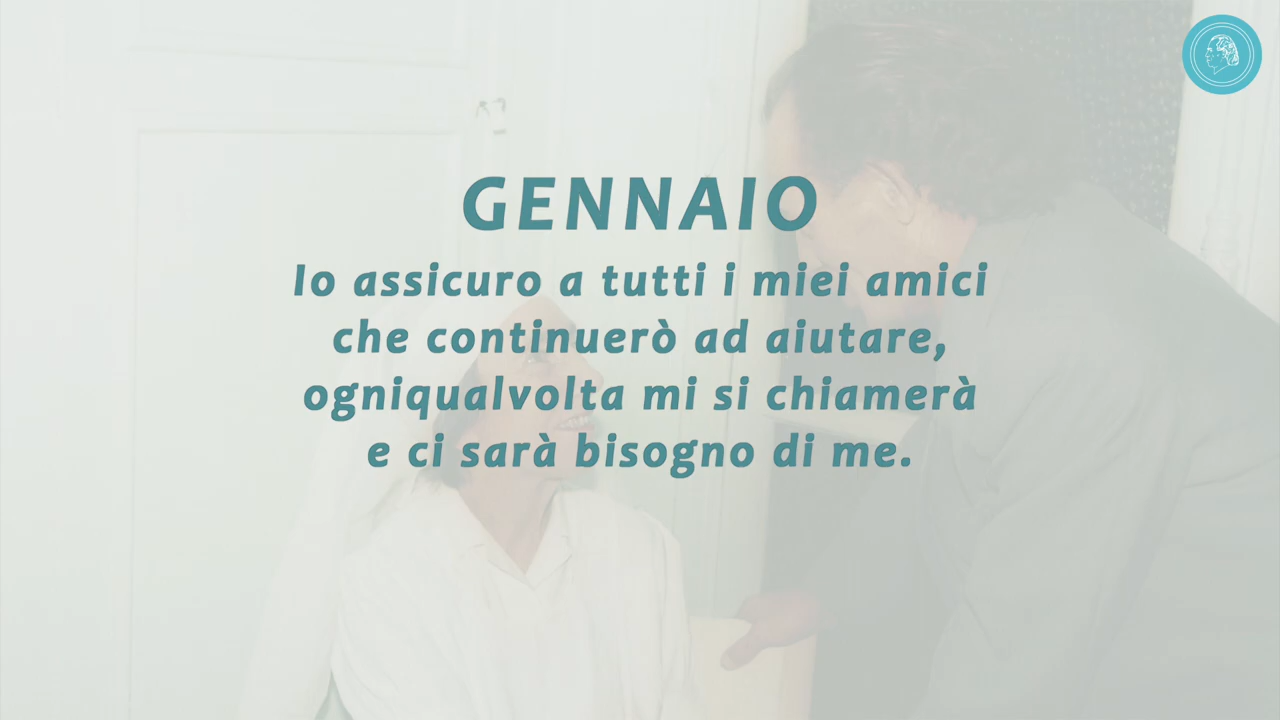 GENNAIO
Io assicuro a tutti i miei amici
che continuerò ad aiutare,
ogniqualvolta mi si chiamerà
e ci sarà bisogno di me.